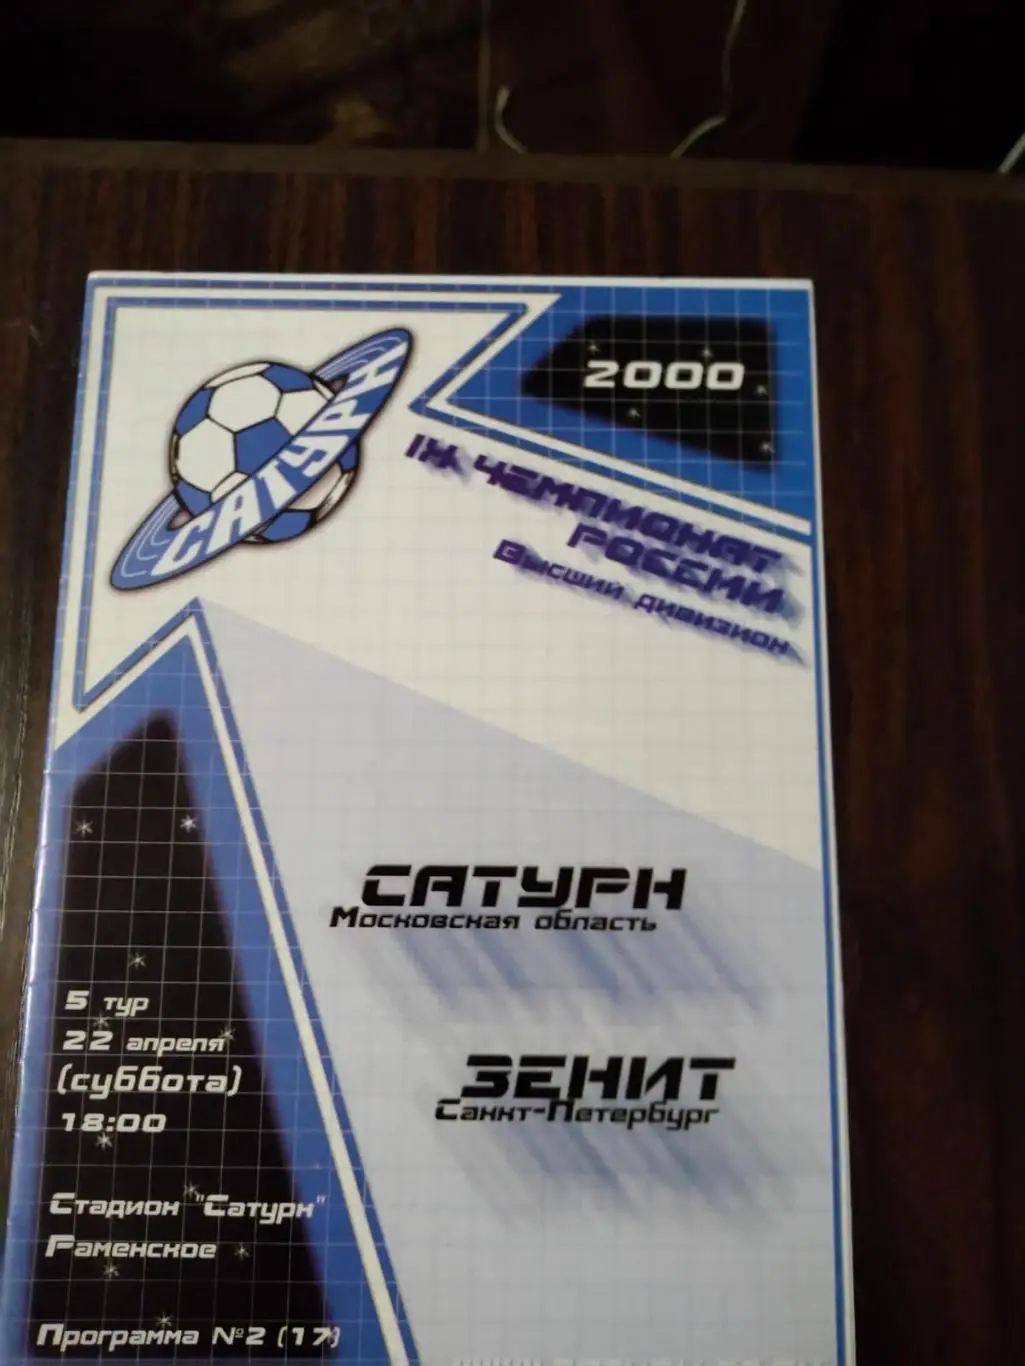 САТУРН
2000
IX ЧЕМПИОНАТ
РОССИИ
Высший дивизион
САТУРН
Московская область
ЗЕНИТ
Санкт-Петербург
5 тур
22 апреля
(суббота)
18:00
Стадион "Сатурн"
Раменское
Программа №2 (17)